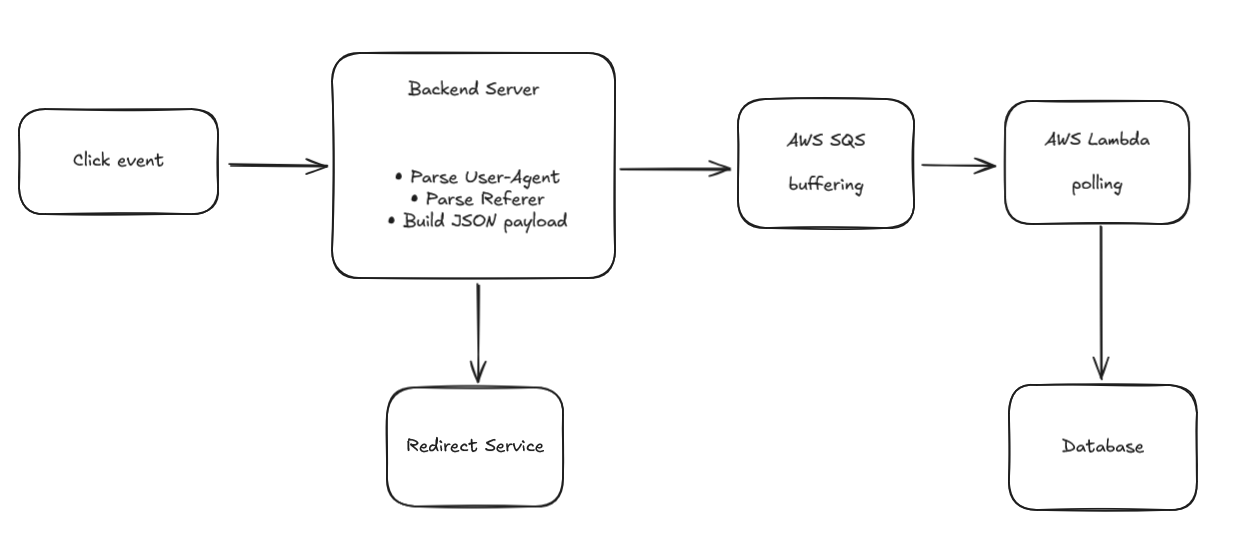 Click event
Backend Server
• Parse User-Agent
• Parse Referer
• Build JSON payload
AWS SQS
buffering
AWS Lambda
polling
Redirect Service
Database